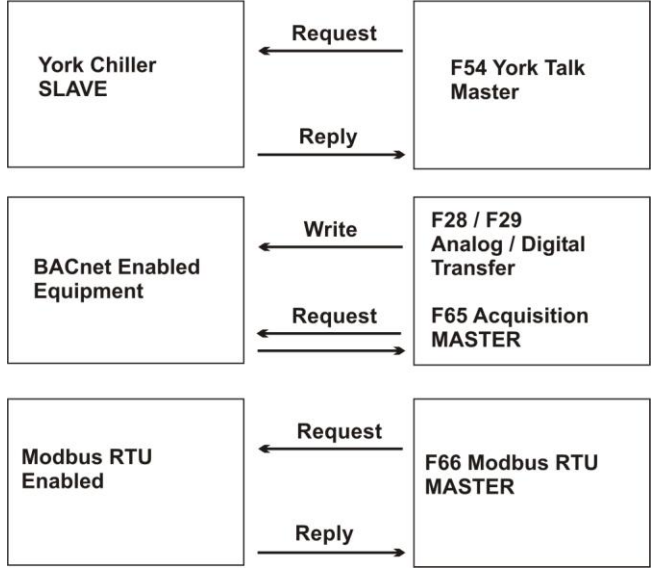 Request
York Chiller
SLAVE
F54 York Talk
Master
Reply
Write
F28 / F29
Analog / Digital
Transfer
BACnet Enabled
Equipment
Request
F65 Acquisition
MASTER
Request
Modbus RTU
Enabled
F66 Modbus RTU
MASTER
Reply